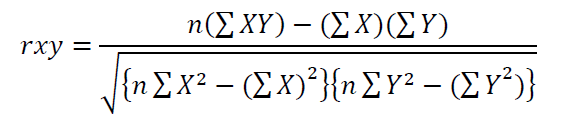 rxy = n(∑ XY) − (∑ X)(∑ Y) / √{n ∑ X² − (∑ X)²}{n ∑ Y² − (∑ Y²)}